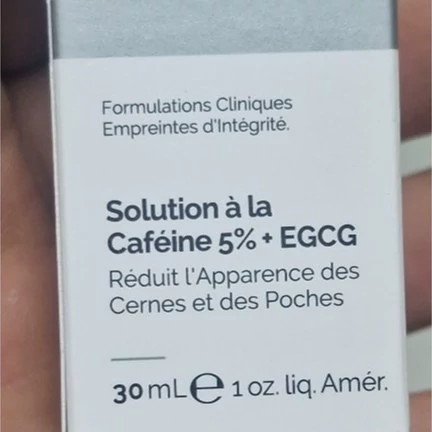 Formulations Cliniques
Empreintes d'Intégrité.
Solution à la
Caféine 5% + EGCG
Réduit l'Apparence des
Cernes et des Poches
30 mL ℮ 1 oz. liq. Amér.